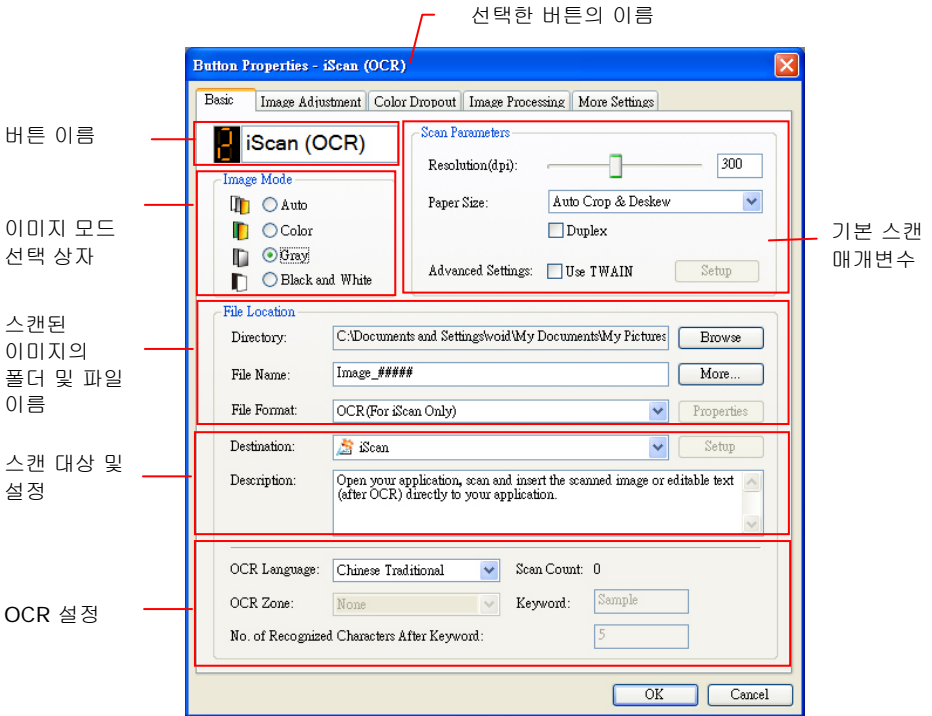 선택한 버튼의 이름
Button Properties - iScan (OCR)
Basic Image Adjustment Color Dropout Image Processing More Settings
버튼 이름
2 iScan (OCR)
Image Mode
Auto
Color
Gray
Black and White
이미지 모드
선택 상자
Scan Parameters
Resolution(dpi): 300
Paper Size: Auto Crop & Deskew
Duplex
Advanced Settings: Use TWAIN Setup
기본 스캔
매개변수
스캔된
이미지의
폴더 및 파일
이름
File Location
Directory: C:\Documents and Settings\void\My Documents\My Pictures Browse
File Name: Image_##### More...
File Format: OCR(For iScan Only) Properties
스캔 대상 및
설정
Destination: iScan Setup
Description: Open your application, scan and insert the scanned image or editable text
(after OCR) directly to your application.
OCR 설정
OCR Language: Chinese Traditional Scan Count: 0
OCR Zone: None Keyword: Sample
No. of Recognized Characters After Keyword: 5
OK Cancel